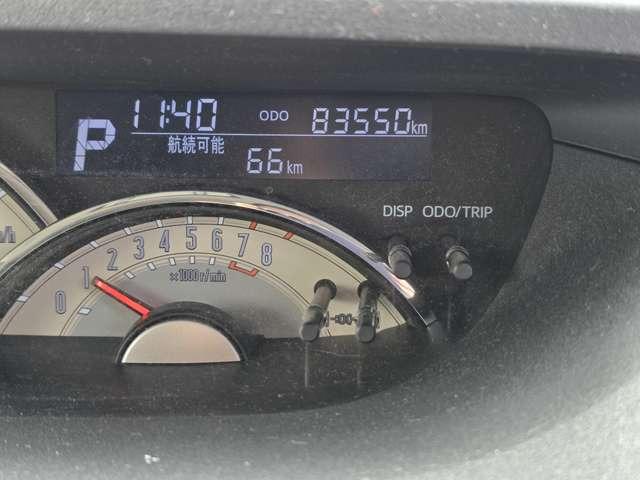 11:40 ODO 83550km
P
航続可能
66km
DISP ODO/TRIP
0 1 2 3 4 5 6 7 8
×1000 r/min